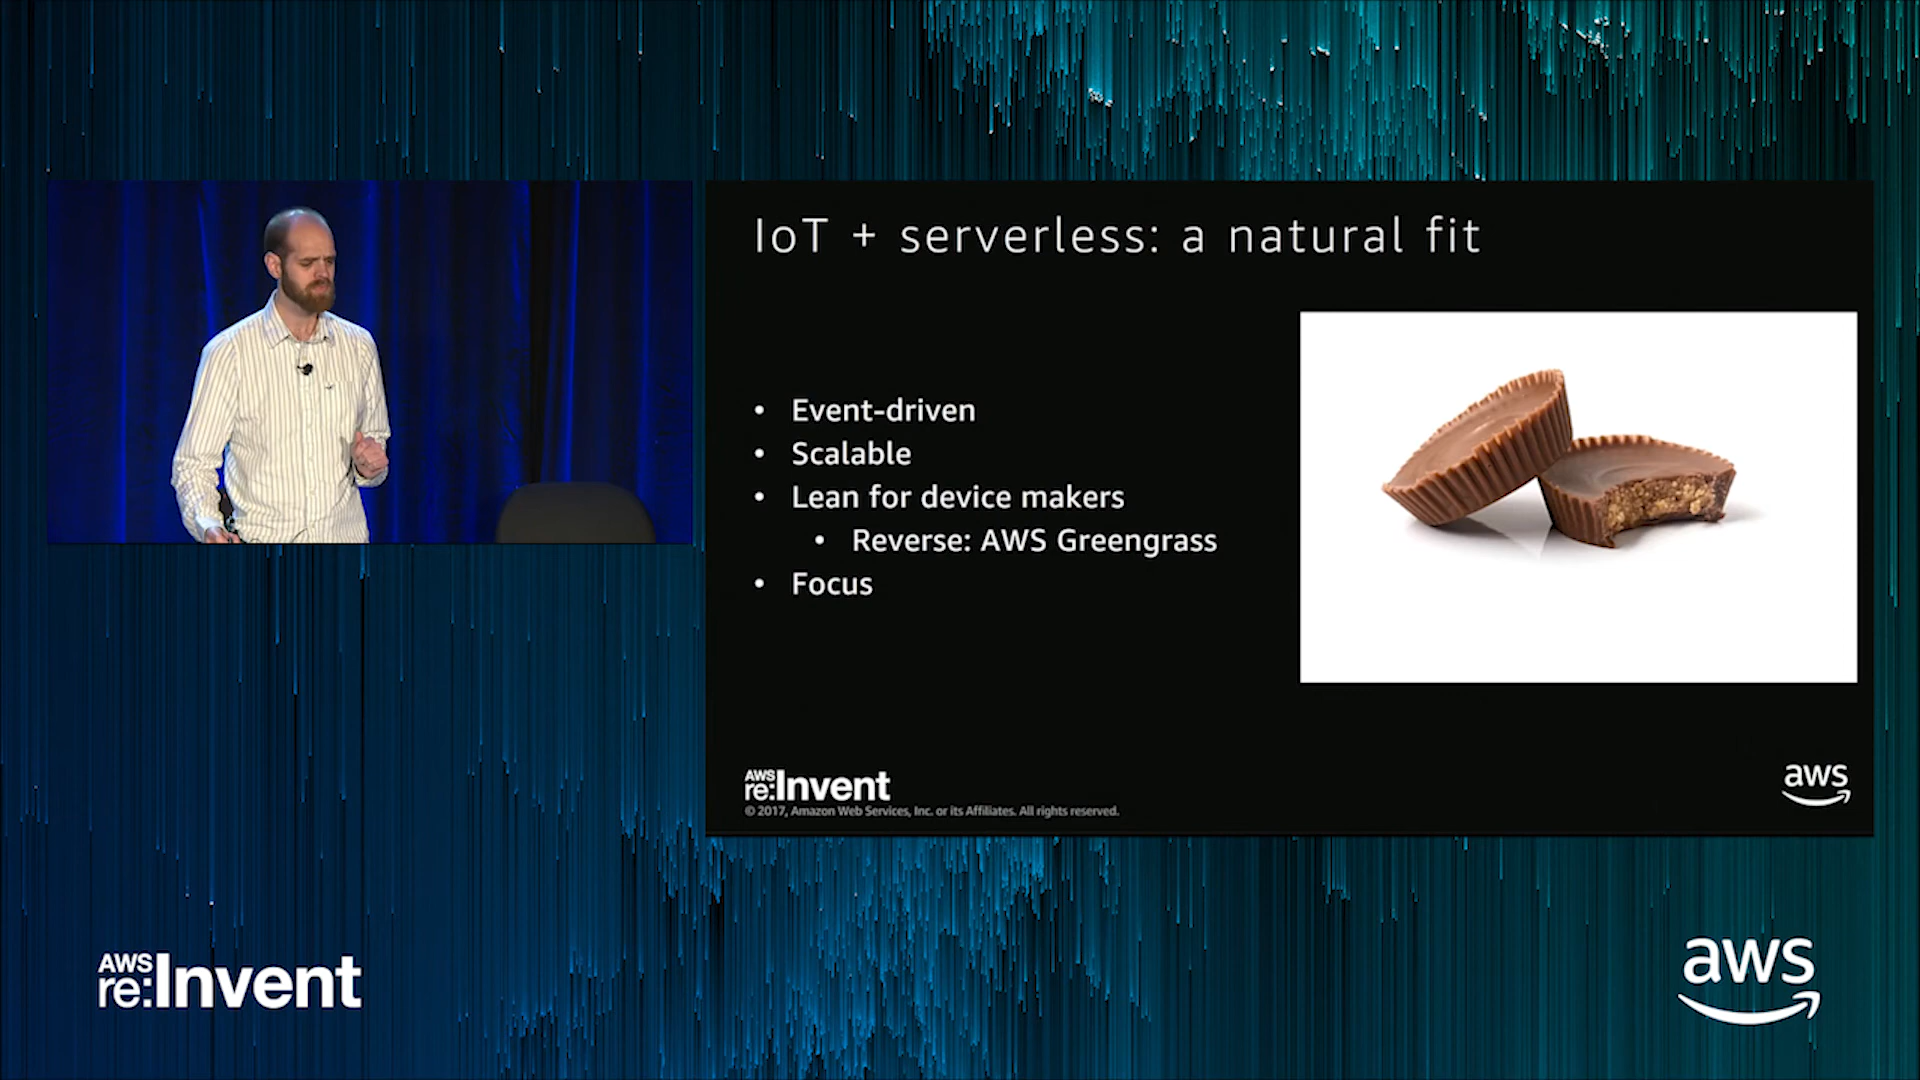 IoT + serverless: a natural fit
• Event-driven
• Scalable
• Lean for device makers
• Reverse: AWS Greengrass
• Focus
AWS
re:Invent
© 2017, Amazon Web Services, Inc. or its Affiliates. All rights reserved.
aws
AWS
re:Invent
aws